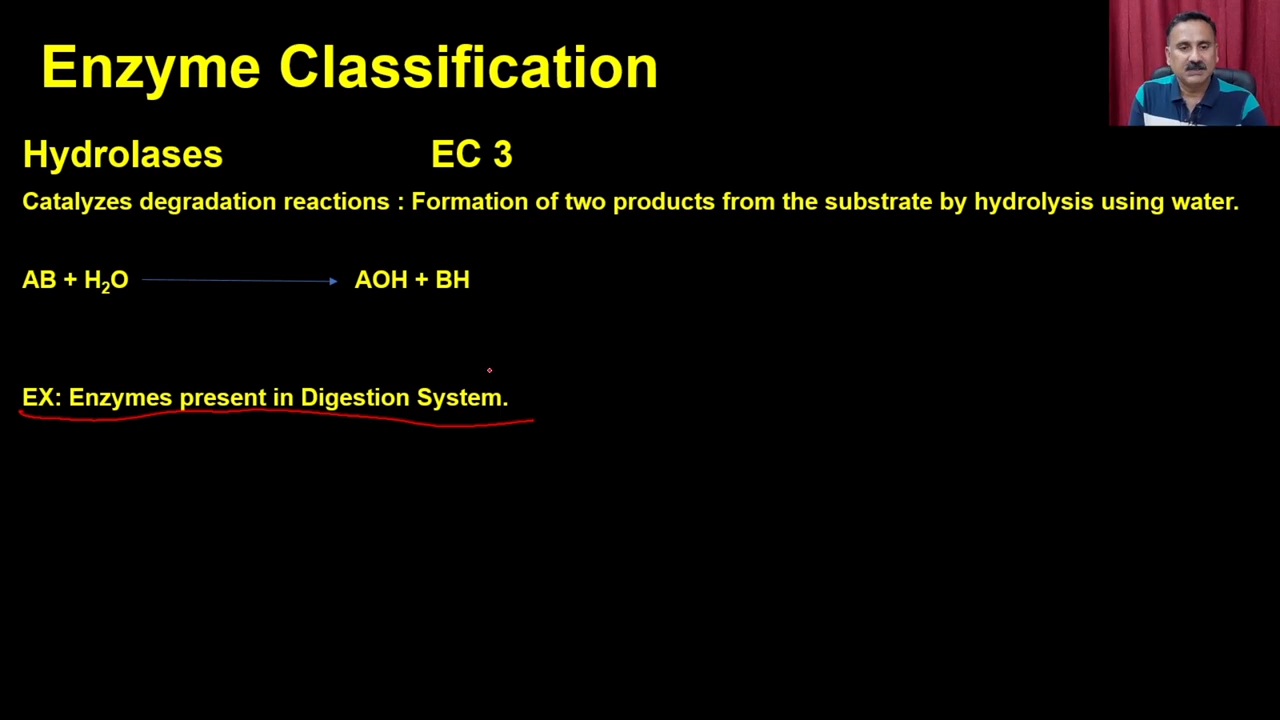 Enzyme Classification
Hydrolases EC 3
Catalyzes degradation reactions : Formation of two products from the substrate by hydrolysis using water.
AB + H₂O → AOH + BH
EX: Enzymes present in Digestion System.